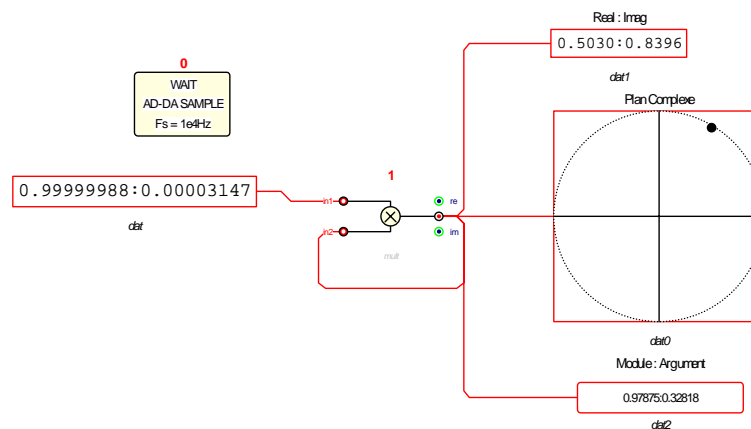 Real : Imag
0.5030:0.8396
dat1
0
WAIT
AD-DA SAMPLE
Fs = 1e4Hz
Plan Complexe
1
0.99999988:0.00003147
dat
in1
re
in2
im
mult
dat0
Module : Argument
0.97875:0.32818
dat2